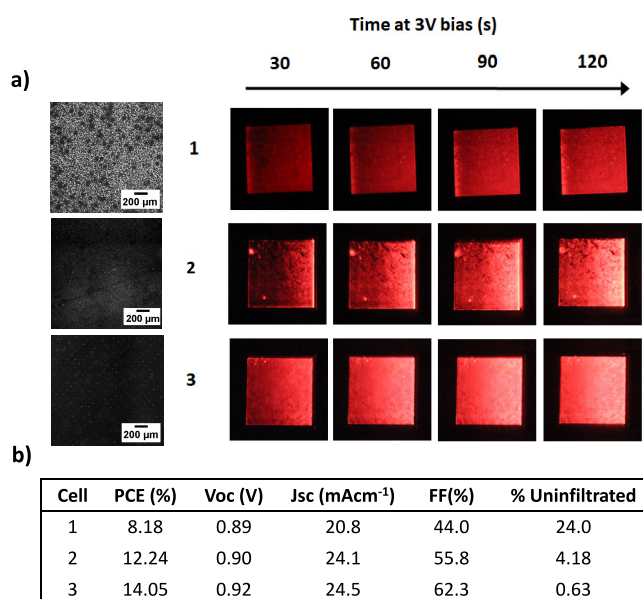 Time at 3V bias (s)
30 60 90 120
a)
1
200 µm
2
200 µm
3
200 µm
b)
Cell PCE (%) Voc (V) Jsc (mAcm⁻¹) FF(%) % Uninfiltrated
1 8.18 0.89 20.8 44.0 24.0
2 12.24 0.90 24.1 55.8 4.18
3 14.05 0.92 24.5 62.3 0.63